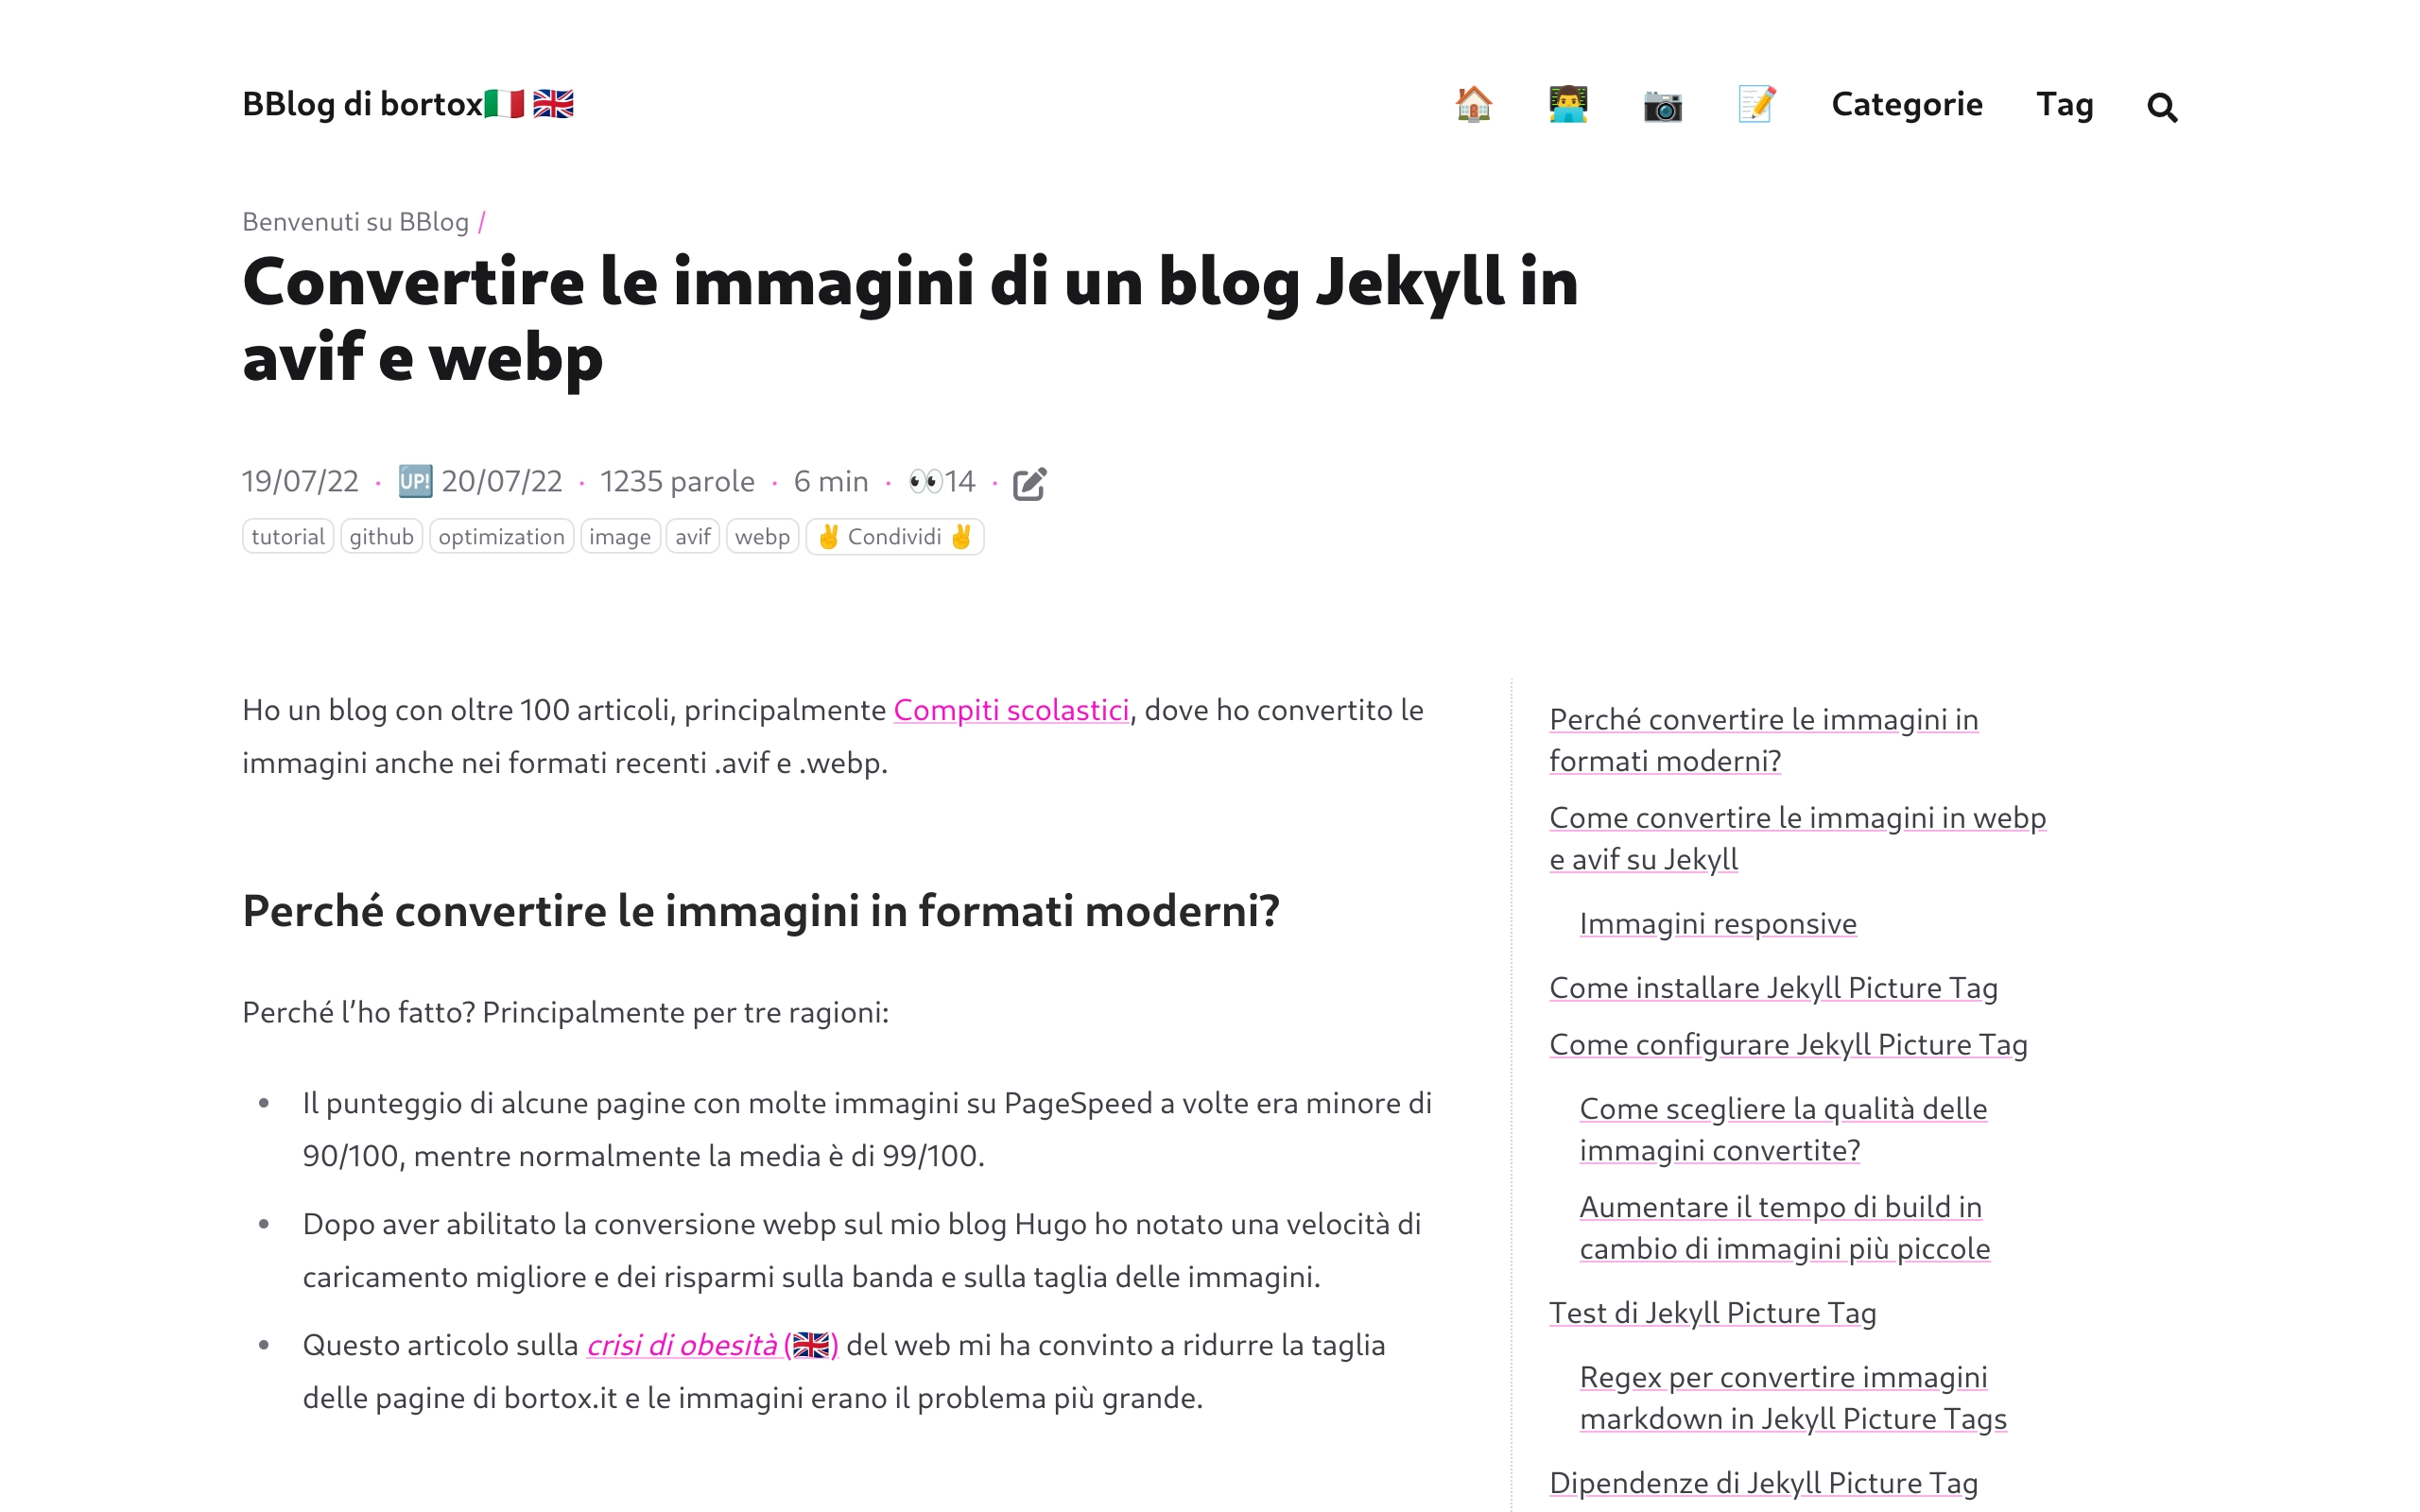 BBlog di bortox🇮🇹 🇬🇧
🏠 👨‍💻 📷 📝 Categorie Tag
Benvenuti su BBlog /
Convertire le immagini di un blog Jekyll in
avif e webp
19/07/22 · 🆙 20/07/22 · 1235 parole · 6 min · 👀14 ·
tutorial github optimization image avif webp ✌️ Condividi ✌️
Ho un blog con oltre 100 articoli, principalmente Compiti scolastici, dove ho convertito le
immagini anche nei formati recenti .avif e .webp.
Perché convertire le immagini in formati moderni?
Perché l’ho fatto? Principalmente per tre ragioni:
• Il punteggio di alcune pagine con molte immagini su PageSpeed a volte era minore di
90/100, mentre normalmente la media è di 99/100.
• Dopo aver abilitato la conversione webp sul mio blog Hugo ho notato una velocità di
caricamento migliore e dei risparmi sulla banda e sulla taglia delle immagini.
• Questo articolo sulla crisi di obesità (🇬🇧) del web mi ha convinto a ridurre la taglia
delle pagine di bortox.it e le immagini erano il problema più grande.
Perché convertire le immagini in
formati moderni?
Come convertire le immagini in webp
e avif su Jekyll
Immagini responsive
Come installare Jekyll Picture Tag
Come configurare Jekyll Picture Tag
Come scegliere la qualità delle
immagini convertite?
Aumentare il tempo di build in
cambio di immagini più piccole
Test di Jekyll Picture Tag
Regex per convertire immagini
markdown in Jekyll Picture Tags
Dipendenze di Jekyll Picture Tag